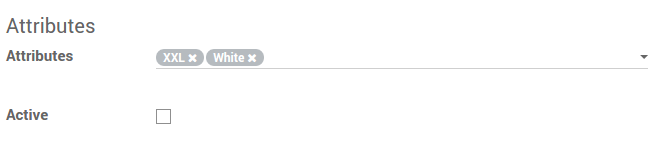 Attributes
Attributes XXL × White ×
Active